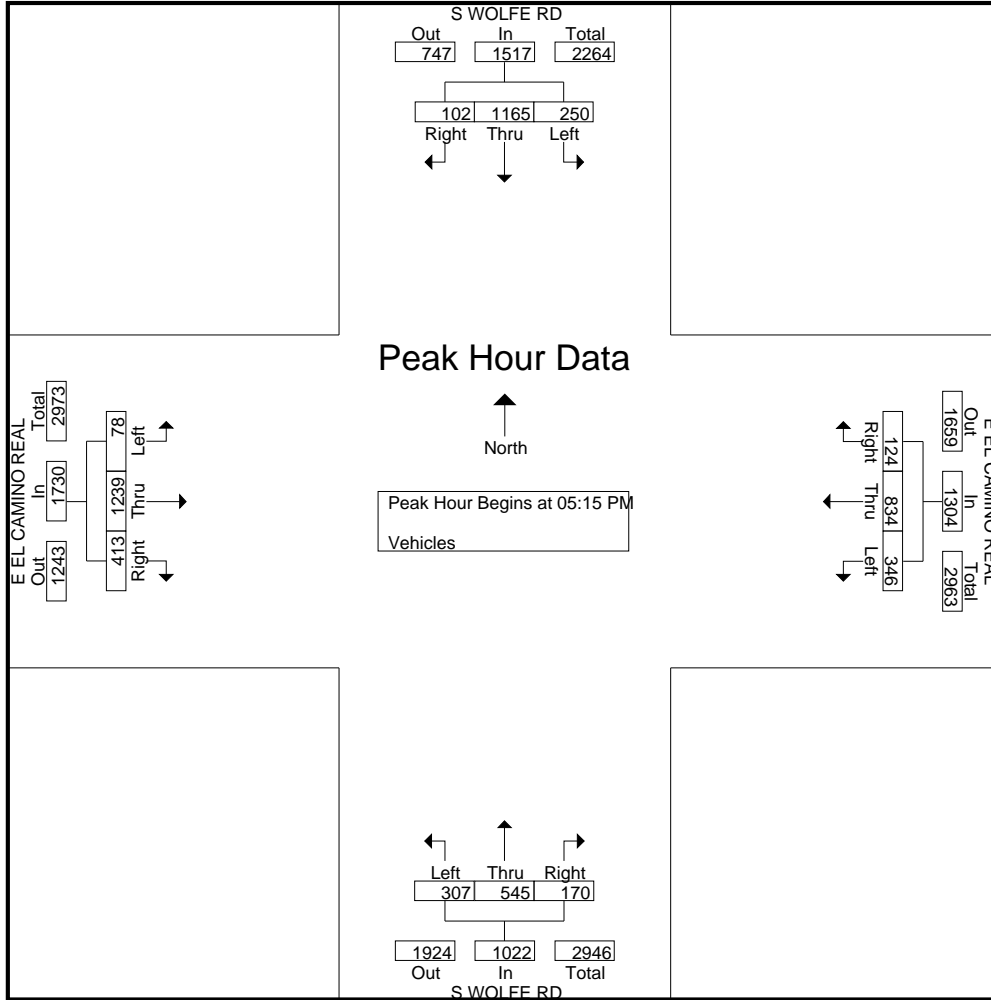 S WOLFE RD
Out In Total
747 1517 2264
102 1165 250
Right Thru Left
Peak Hour Data
North
Peak Hour Begins at 05:15 PM
Vehicles
E EL CAMINO REAL
Total In Out
2973 1730 1243
78 1239 413
Left Thru Right
E EL CAMINO REAL
Out In Total
1659 1304 2963
124 834 346
Right Thru Left
Left Thru Right
307 545 170
1924 1022 2946
Out In Total
S WOLFE RD